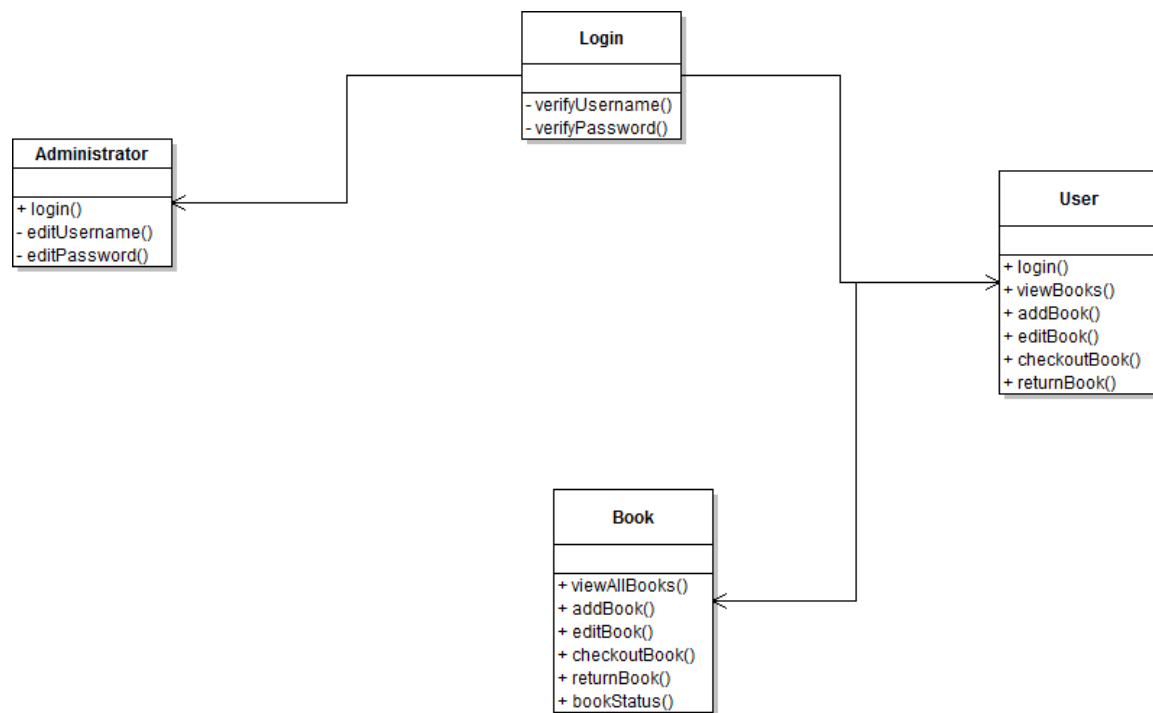 Login
- verifyUsername()
- verifyPassword()
Administrator
+ login()
- editUsername()
- editPassword()
User
+ login()
+ viewBooks()
+ addBook()
+ editBook()
+ checkoutBook()
+ returnBook()
Book
+ viewAllBooks()
+ addBook()
+ editBook()
+ checkoutBook()
+ returnBook()
+ bookStatus()